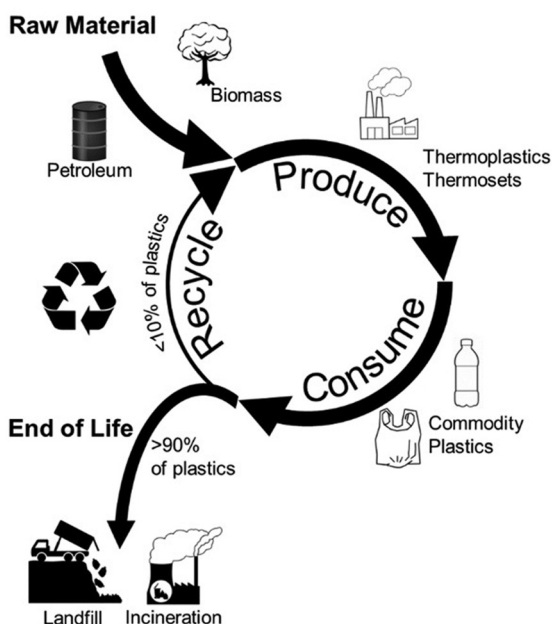 Raw Material
Biomass
Petroleum
Produce
Thermoplastics
Thermosets
Recycle
<10% of plastics
Consume
Commodity
Plastics
End of Life
>90%
of plastics
Landfill
Incineration